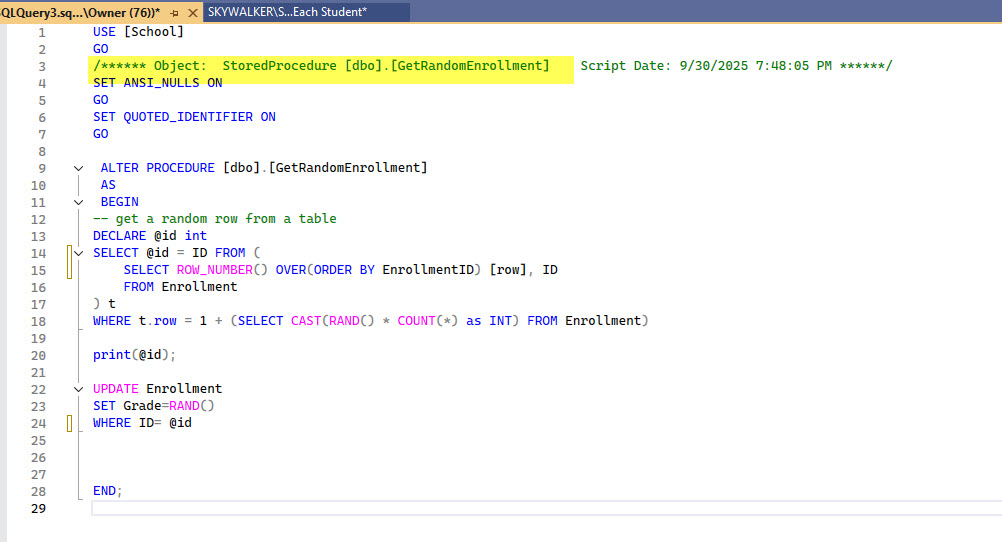 SQLQuery3.sq...\Owner (76))*
SKYWALKER\S...Each Student*
1 USE [School]
2 GO
3 /****** Object:  StoredProcedure [dbo].[GetRandomEnrollment]    Script Date: 9/30/2025 7:48:05 PM ******/
4 SET ANSI_NULLS ON
5 GO
6 SET QUOTED_IDENTIFIER ON
7 GO
8
9 ALTER PROCEDURE [dbo].[GetRandomEnrollment]
10 AS
11 BEGIN
12 -- get a random row from a table
13 DECLARE @id int
14 SELECT @id = ID FROM (
15     SELECT ROW_NUMBER() OVER(ORDER BY EnrollmentID) [row], ID
16     FROM Enrollment
17 ) t
18 WHERE t.row = 1 + (SELECT CAST(RAND() * COUNT(*) as INT) FROM Enrollment)
19
20 print(@id);
21
22 UPDATE Enrollment
23 SET Grade=RAND()
24 WHERE ID= @id
25
26
27
28 END;
29